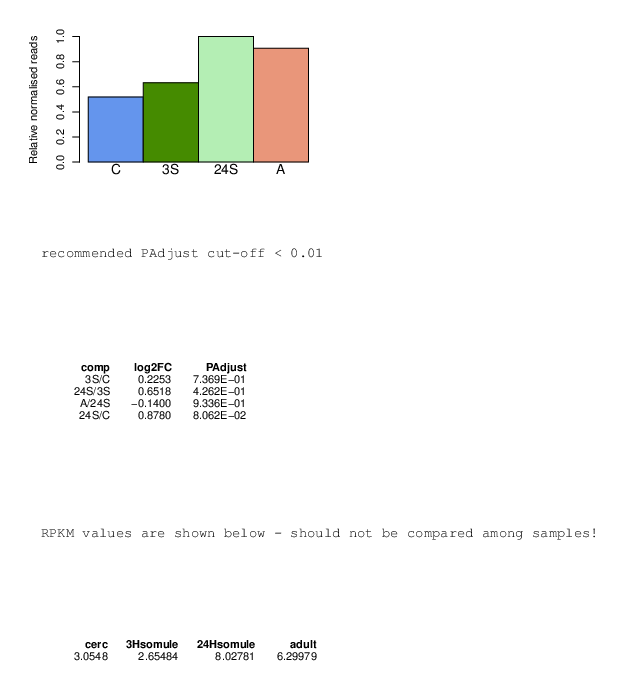 Relative normalised reads
1.0
0.8
0.6
0.4
0.2
0.0
C 3S 24S A
recommended PAdjust cut-off < 0.01
comp log2FC PAdjust
3S/C 0.2253 7.369E−01
24S/3S 0.6518 4.262E−01
A/24S −0.1400 9.336E−01
24S/C 0.8780 8.062E−02
RPKM values are shown below - should not be compared among samples!
cerc 3Hsomule 24Hsomule adult
3.0548 2.65484 8.02781 6.29979